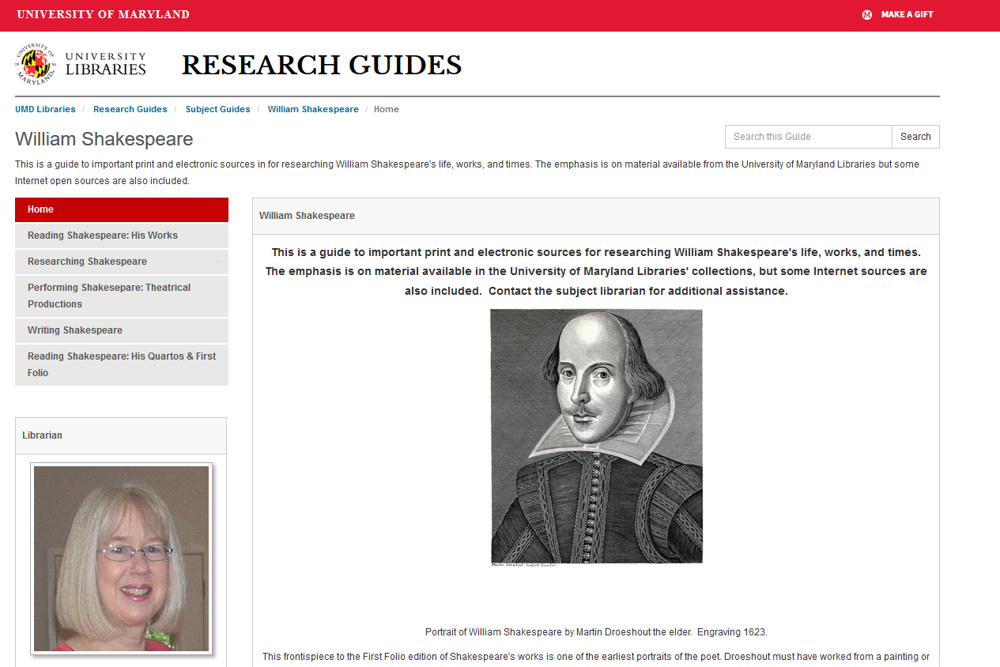 UNIVERSITY OF MARYLAND
MAKE A GIFT
UNIVERSITY
LIBRARIES
UNIVERSITY OF
18 56
MARYLAND
RESEARCH GUIDES
UMD Libraries / Research Guides / Subject Guides / William Shakespeare / Home
William Shakespeare
Search this Guide
Search
This is a guide to important print and electronic sources in for researching William Shakespeare's life, works, and times. The emphasis is on material available from the University of Maryland Libraries but some
Internet open sources are also included.
Home
Reading Shakespeare: His Works
Researching Shakespeare
Performing Shakesepare: Theatrical
Productions
Writing Shakespeare
Reading Shakespeare: His Quartos & First
Folio
Librarian
William Shakespeare
This is a guide to important print and electronic sources for researching William Shakespeare's life, works, and times.
The emphasis is on material available in the University of Maryland Libraries' collections, but some Internet sources are
also included.  Contact the subject librarian for additional assistance.
Martin Droeshout Sculpsit London.
Portrait of William Shakespeare by Martin Droeshout the elder.  Engraving 1623.
This frontispiece to the First Folio edition of Shakespeare's works is one of the earliest portraits of the poet. Droeshout must have worked from a painting or